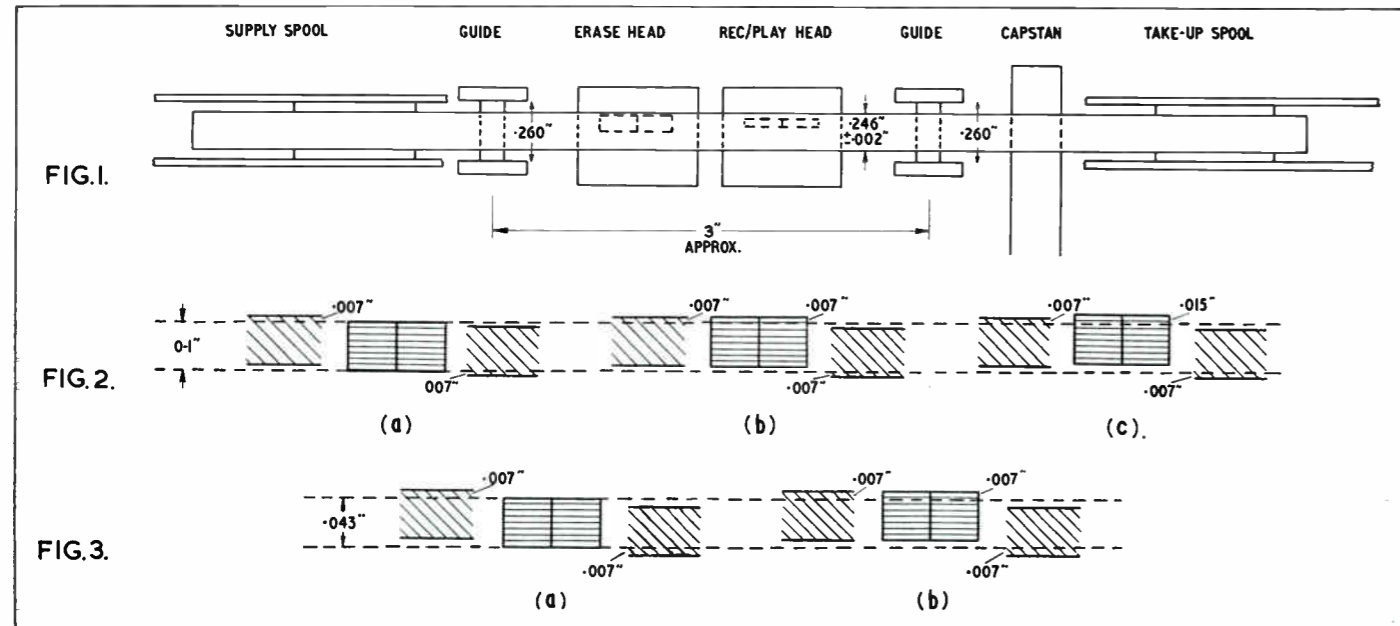 SUPPLY SPOOL GUIDE ERASE HEAD REC/PLAY HEAD GUIDE CAPSTAN TAKE-UP SPOOL
·260" ·246" ±·002" ·260"
FIG.1.
3" APPROX.
·007" ·007" ·007" ·007" ·015"
0·1"
FIG.2.
007" ·007" ·007"
(a) (b) (c).
·007" ·007" ·007"
·043"
FIG.3.
·007" ·007"
(a) (b)